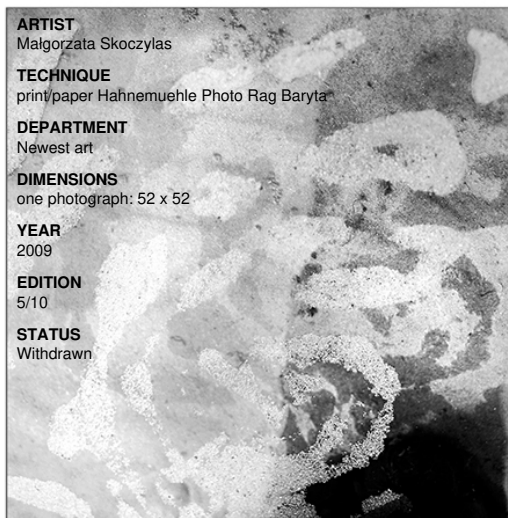 ARTIST
Małgorzata Skoczylas
TECHNIQUE
print/paper Hahnemuehle Photo Rag Baryta
DEPARTMENT
Newest art
DIMENSIONS
one photograph: 52 x 52
YEAR
2009
EDITION
5/10
STATUS
Withdrawn